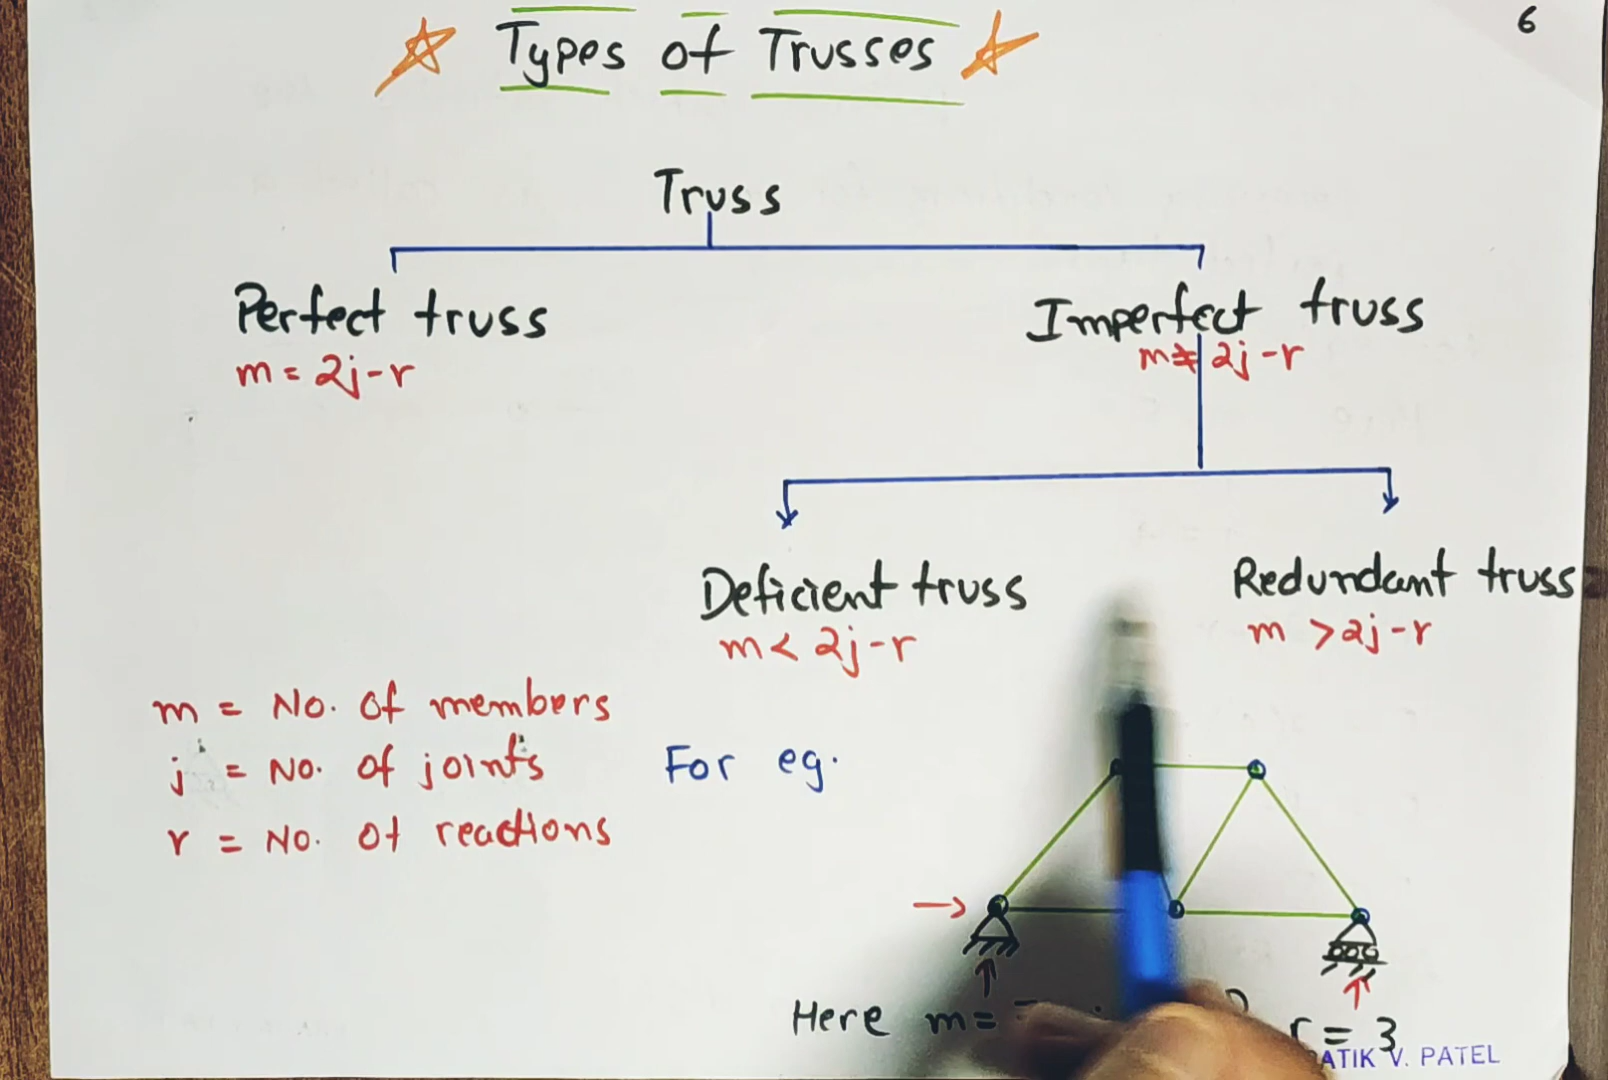 6
Types of Trusses
Truss
Perfect truss
m = 2j - r
Imperfect truss
m ≠ 2j - r
Deficient truss
m < 2j - r
Redundant truss
m > 2j - r
m = No. of members
j = No. of joints
r = No. of reactions
For eg.
Here m = r = 3
V. PATEL